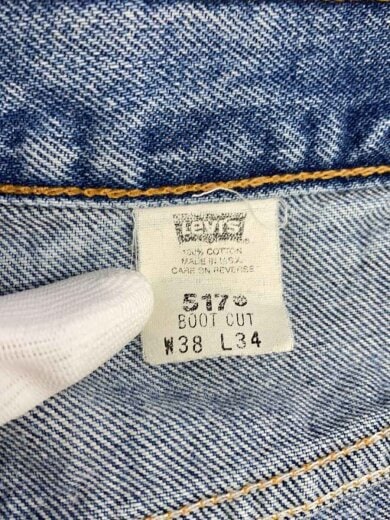 LEVI'S
100% COTTON
MADE IN U.S.A.
CARE ON REVERSE
517®
BOOT CUT
W38 L34